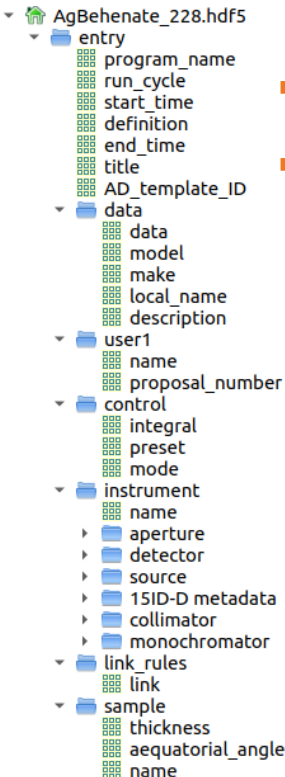 AgBehenate_228.hdf5
entry
program_name
run_cycle
start_time
definition
end_time
title
AD_template_ID
data
data
model
make
local_name
description
user1
name
proposal_number
control
integral
preset
mode
instrument
name
aperture
detector
source
15ID-D metadata
collimator
monochromator
link_rules
link
sample
thickness
aequatorial_angle
name